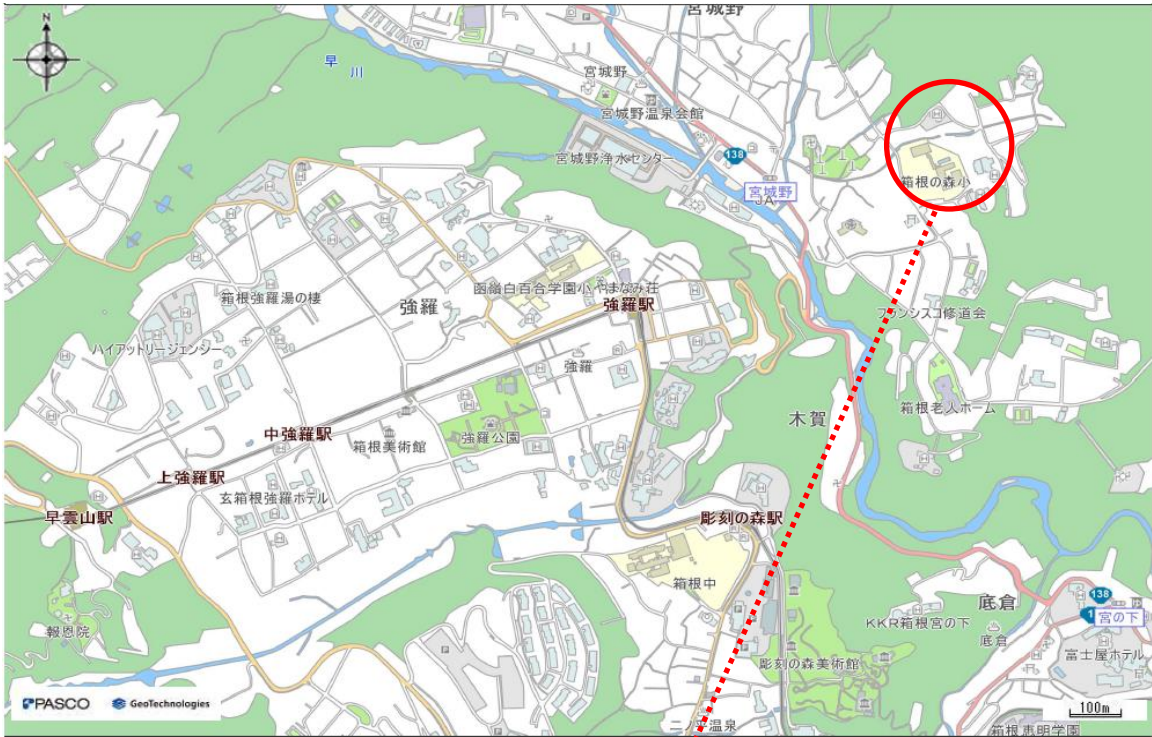 N
宮城野
早
川
宮城野
宮城野温泉会館
宮城野浄水センター
138
宮城野
JA
箱根の森小
函嶺白百合学園小
やまなみ荘
強羅駅
箱根強羅湯の棲
強羅
フランシスコ修道会
ハイアットリージェンシー
強羅
箱根老人ホーム
木賀
中強羅駅
箱根美術館
強羅公園
上強羅駅
玄箱根強羅ホテル
早雲山駅
彫刻の森駅
箱根中
底倉
138
1
宮の下
KKR箱根宮の下
底倉
報恩院
彫刻の森美術館
富士屋ホテル
PASCO
GeoTechnologies
100m
二ノ平温泉
箱根恵明学園